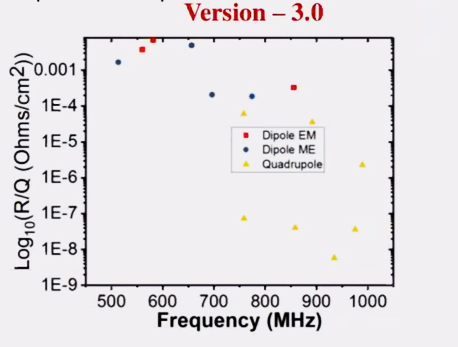 Version – 3.0
Log10(R/Q (Ohms/cm2))
0.001
1E-4
1E-5
1E-6
1E-7
1E-8
1E-9
Dipole EM
Dipole ME
Quadrupole
500 600 700 800 900 1000
Frequency (MHz)